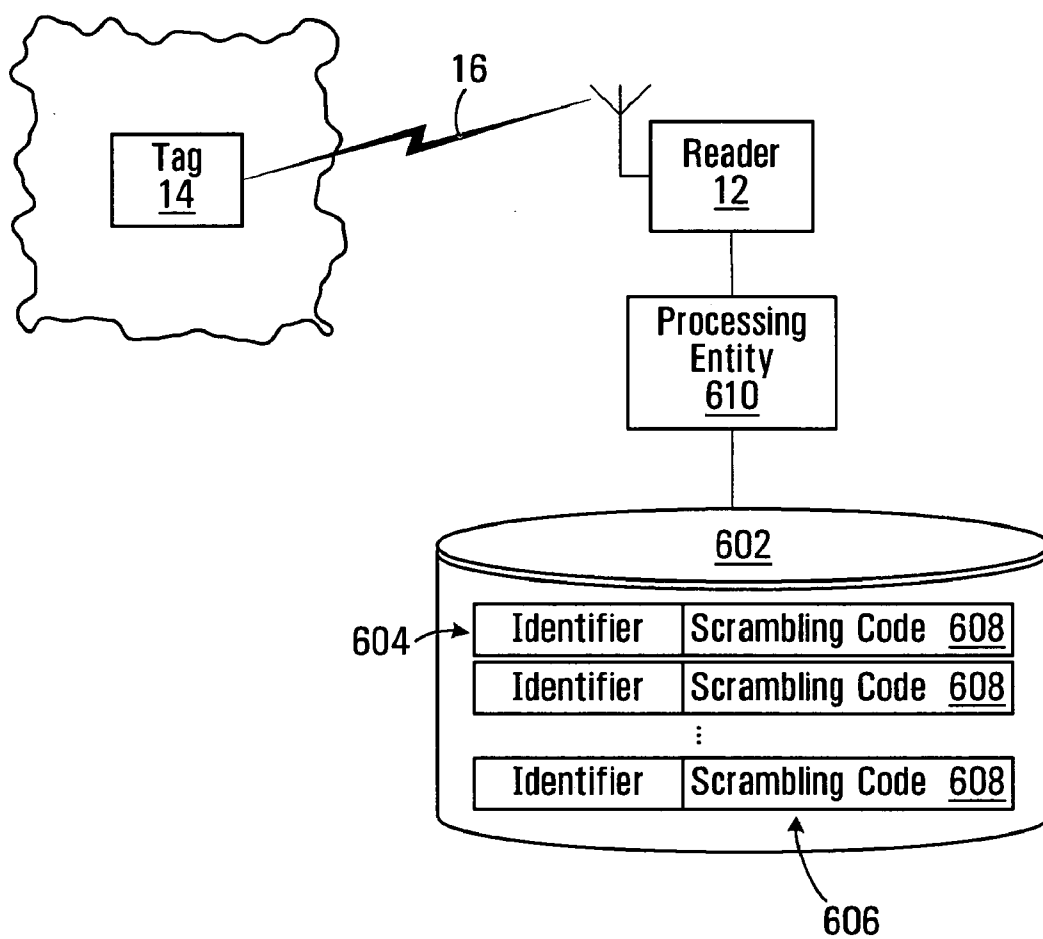 16
Tag
14
Reader
12
Processing
Entity
610
602
604
Identifier Scrambling Code 608
Identifier Scrambling Code 608
⋮
Identifier Scrambling Code 608
606